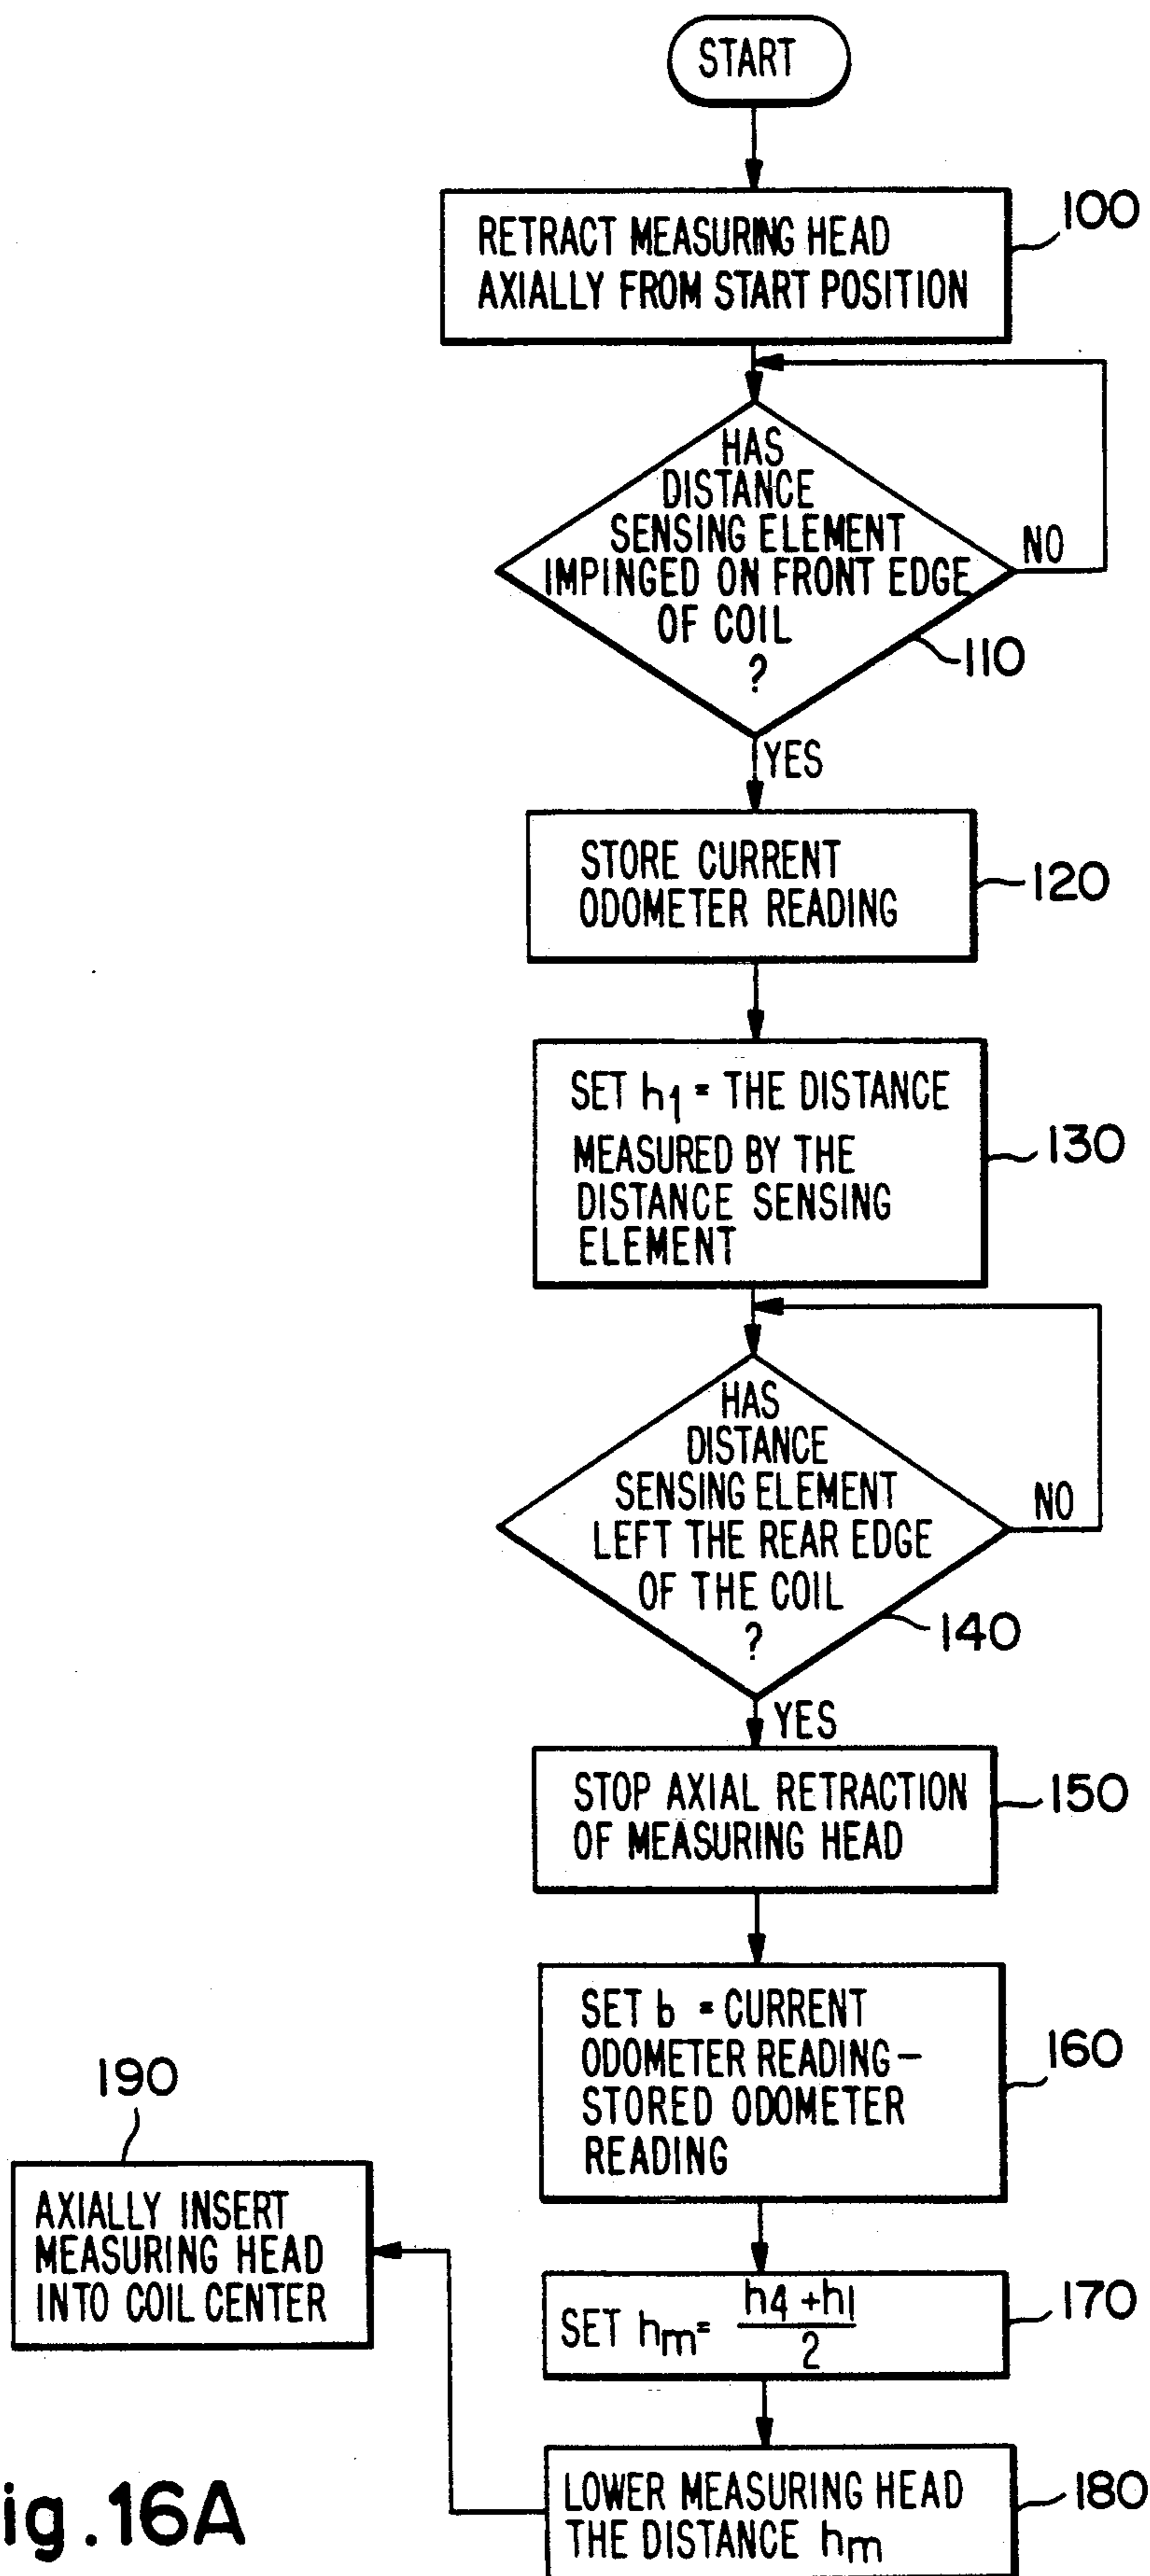 START
RETRACT MEASURING HEAD
AXIALLY FROM START POSITION
100
HAS
DISTANCE
SENSING ELEMENT
IMPINGED ON FRONT EDGE
OF COIL
?
NO
110
YES
STORE CURRENT
ODOMETER READING
120
SET h1 = THE DISTANCE
MEASURED BY THE
DISTANCE SENSING
ELEMENT
130
HAS
DISTANCE
SENSING ELEMENT
LEFT THE REAR EDGE
OF THE COIL
?
NO
140
YES
STOP AXIAL RETRACTION
OF MEASURING HEAD
150
SET b = CURRENT
ODOMETER READING –
STORED ODOMETER
READING
160
SET hm = h4 + h1
2
170
LOWER MEASURING HEAD
THE DISTANCE hm
180
190
AXIALLY INSERT
MEASURING HEAD
INTO COIL CENTER
ig. 16A